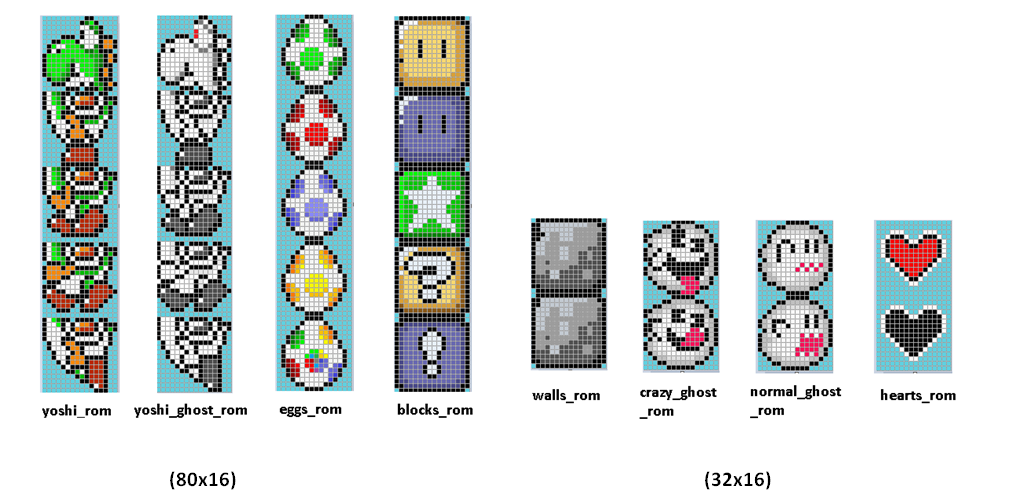 yoshi_rom
yoshi_ghost_rom
eggs_rom
blocks_rom
walls_rom
crazy_ghost
_rom
normal_ghost
_rom
hearts_rom
(80x16)
(32x16)